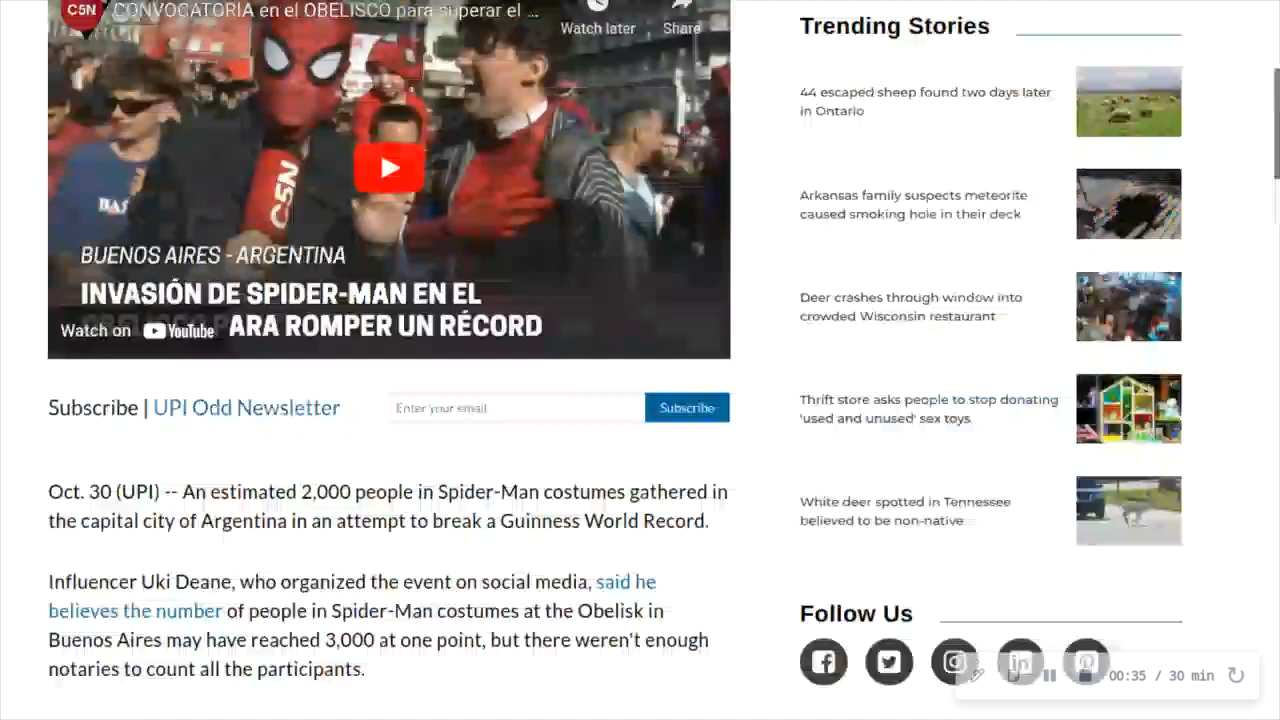 C5N CONVOCATORIA en el OBELISCO para superar el ...
Watch later Share
C5N
BUENOS AIRES - ARGENTINA
INVASIÓN DE SPIDER-MAN EN EL
ARA ROMPER UN RÉCORD
Watch on YouTube
Subscribe | UPI Odd Newsletter
Enter your email
Subscribe
Oct. 30 (UPI) -- An estimated 2,000 people in Spider-Man costumes gathered in
the capital city of Argentina in an attempt to break a Guinness World Record.
Influencer Uki Deane, who organized the event on social media, said he
believes the number of people in Spider-Man costumes at the Obelisk in
Buenos Aires may have reached 3,000 at one point, but there weren't enough
notaries to count all the participants.
Trending Stories
44 escaped sheep found two days later
in Ontario
Arkansas family suspects meteorite
caused smoking hole in their deck
Deer crashes through window into
crowded Wisconsin restaurant
Thrift store asks people to stop donating
'used and unused' sex toys
White deer spotted in Tennessee
believed to be non-native
Follow Us
00:35 / 30 min